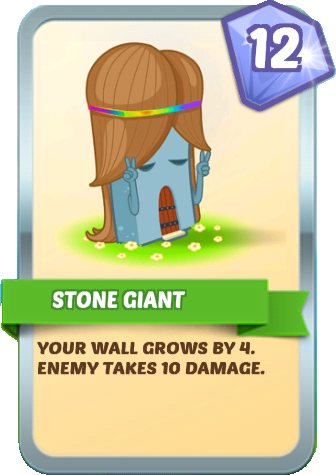 12
STONE GIANT
YOUR WALL GROWS BY 4.
ENEMY TAKES 10 DAMAGE.